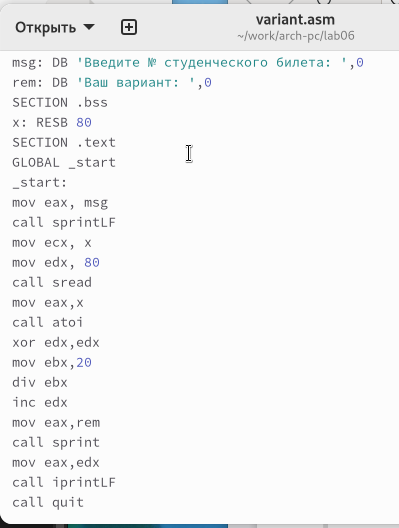 Открыть
variant.asm
~/work/arch-pc/lab06
msg: DB 'Введите № студенческого билета: ',0
rem: DB 'Ваш вариант: ',0
SECTION .bss
x: RESB 80
SECTION .text
GLOBAL _start
_start:
mov eax, msg
call sprintLF
mov ecx, x
mov edx, 80
call sread
mov eax,x
call atoi
xor edx,edx
mov ebx,20
div ebx
inc edx
mov eax,rem
call sprint
mov eax,edx
call iprintLF
call quit